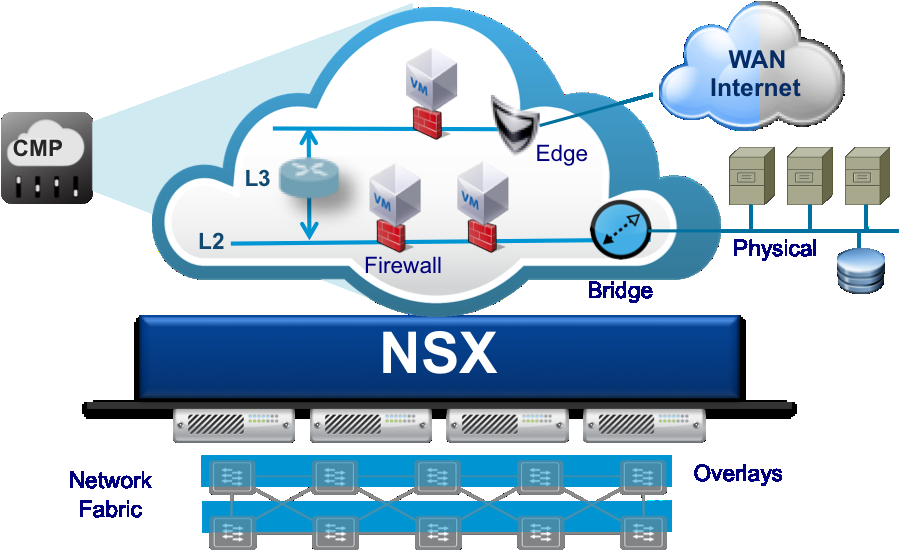 WAN
Internet
VM
CMP
Edge
L3
VM
VM
L2
Firewall
Physical
Bridge
NSX
Network
Fabric
Overlays